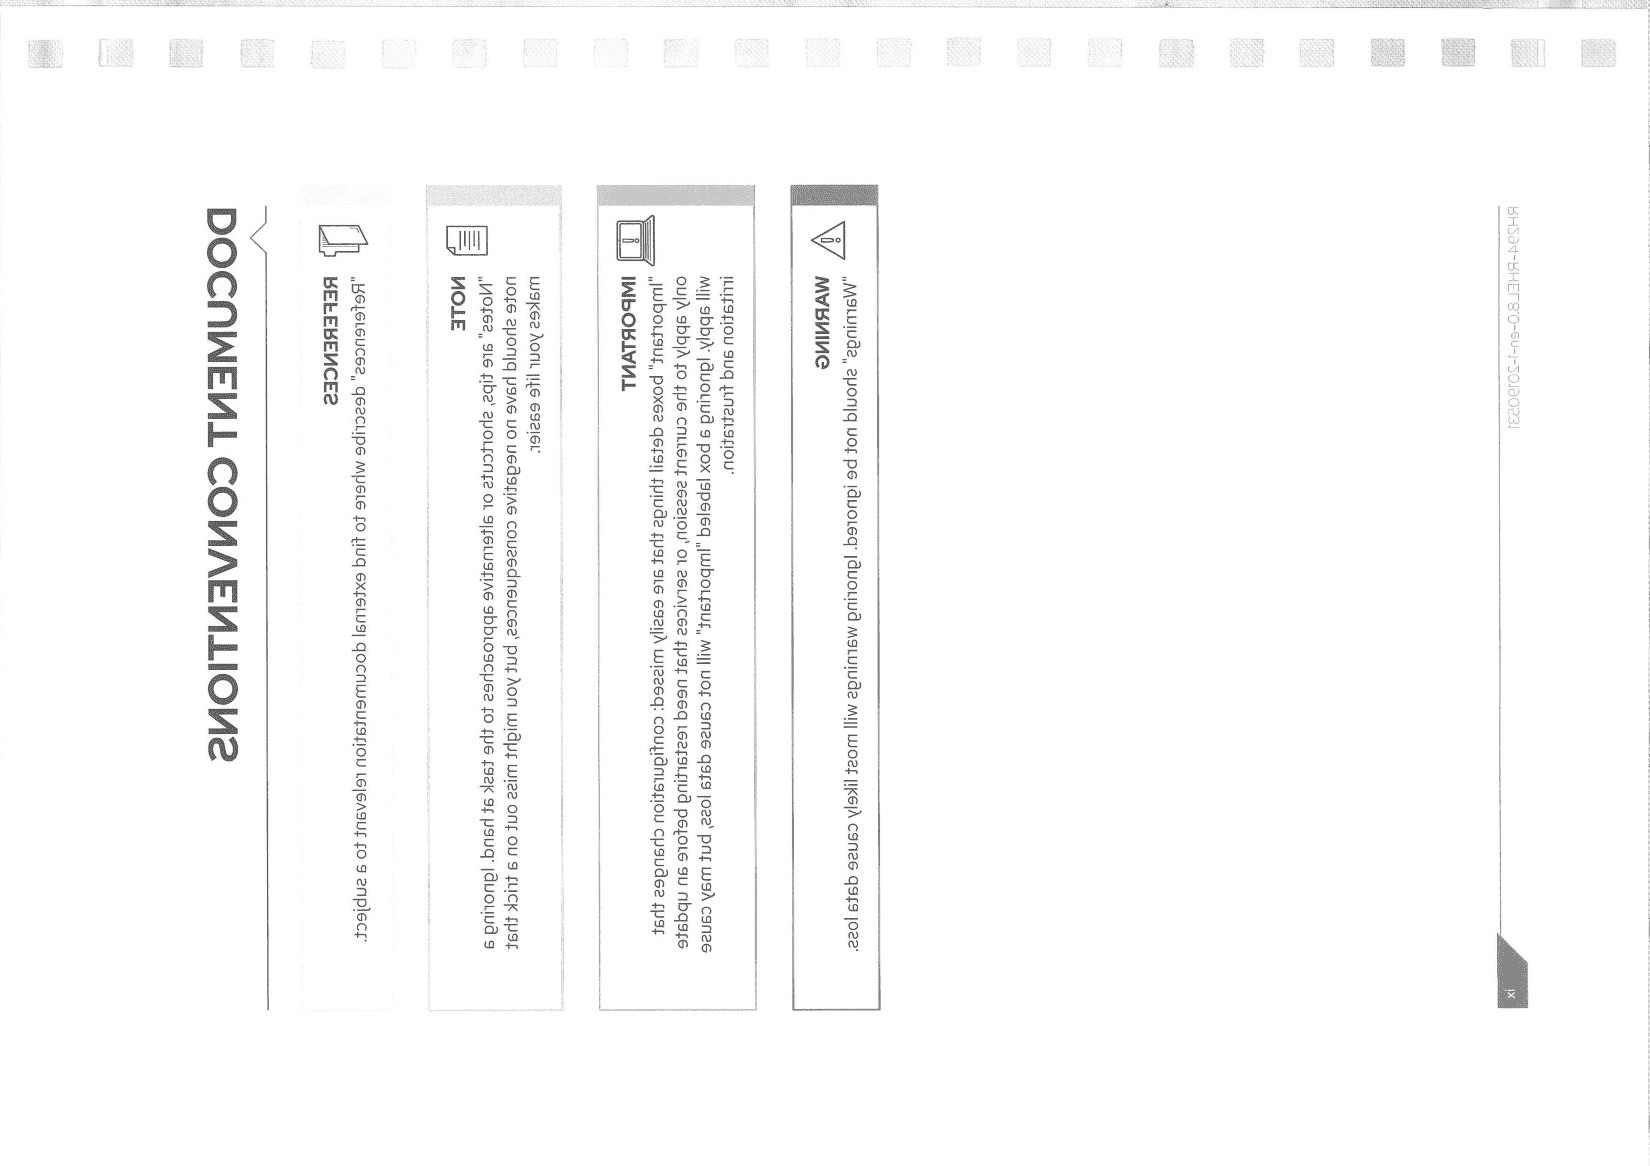 DOCUMENT CONVENTIONS
REFERENCES
"References" describe where to find external documentation relevant to a subject.
NOTE
"Notes" are tips, shortcuts or alternative approaches to the task at hand. Ignoring a
note should have no negative consequences, but you might miss out on a trick that
makes your life easier.
IMPORTANT
"Important" boxes detail things that are easily missed: configuration changes that
only apply to the current session, or services that need restarting before an update
will apply. Ignoring a box labeled "Important" will not cause data loss, but may cause
irritation and frustration.
WARNING
"Warnings" should not be ignored. Ignoring warnings will most likely cause data loss.
RH294-RHEL8.0-en-1-20190531
ix